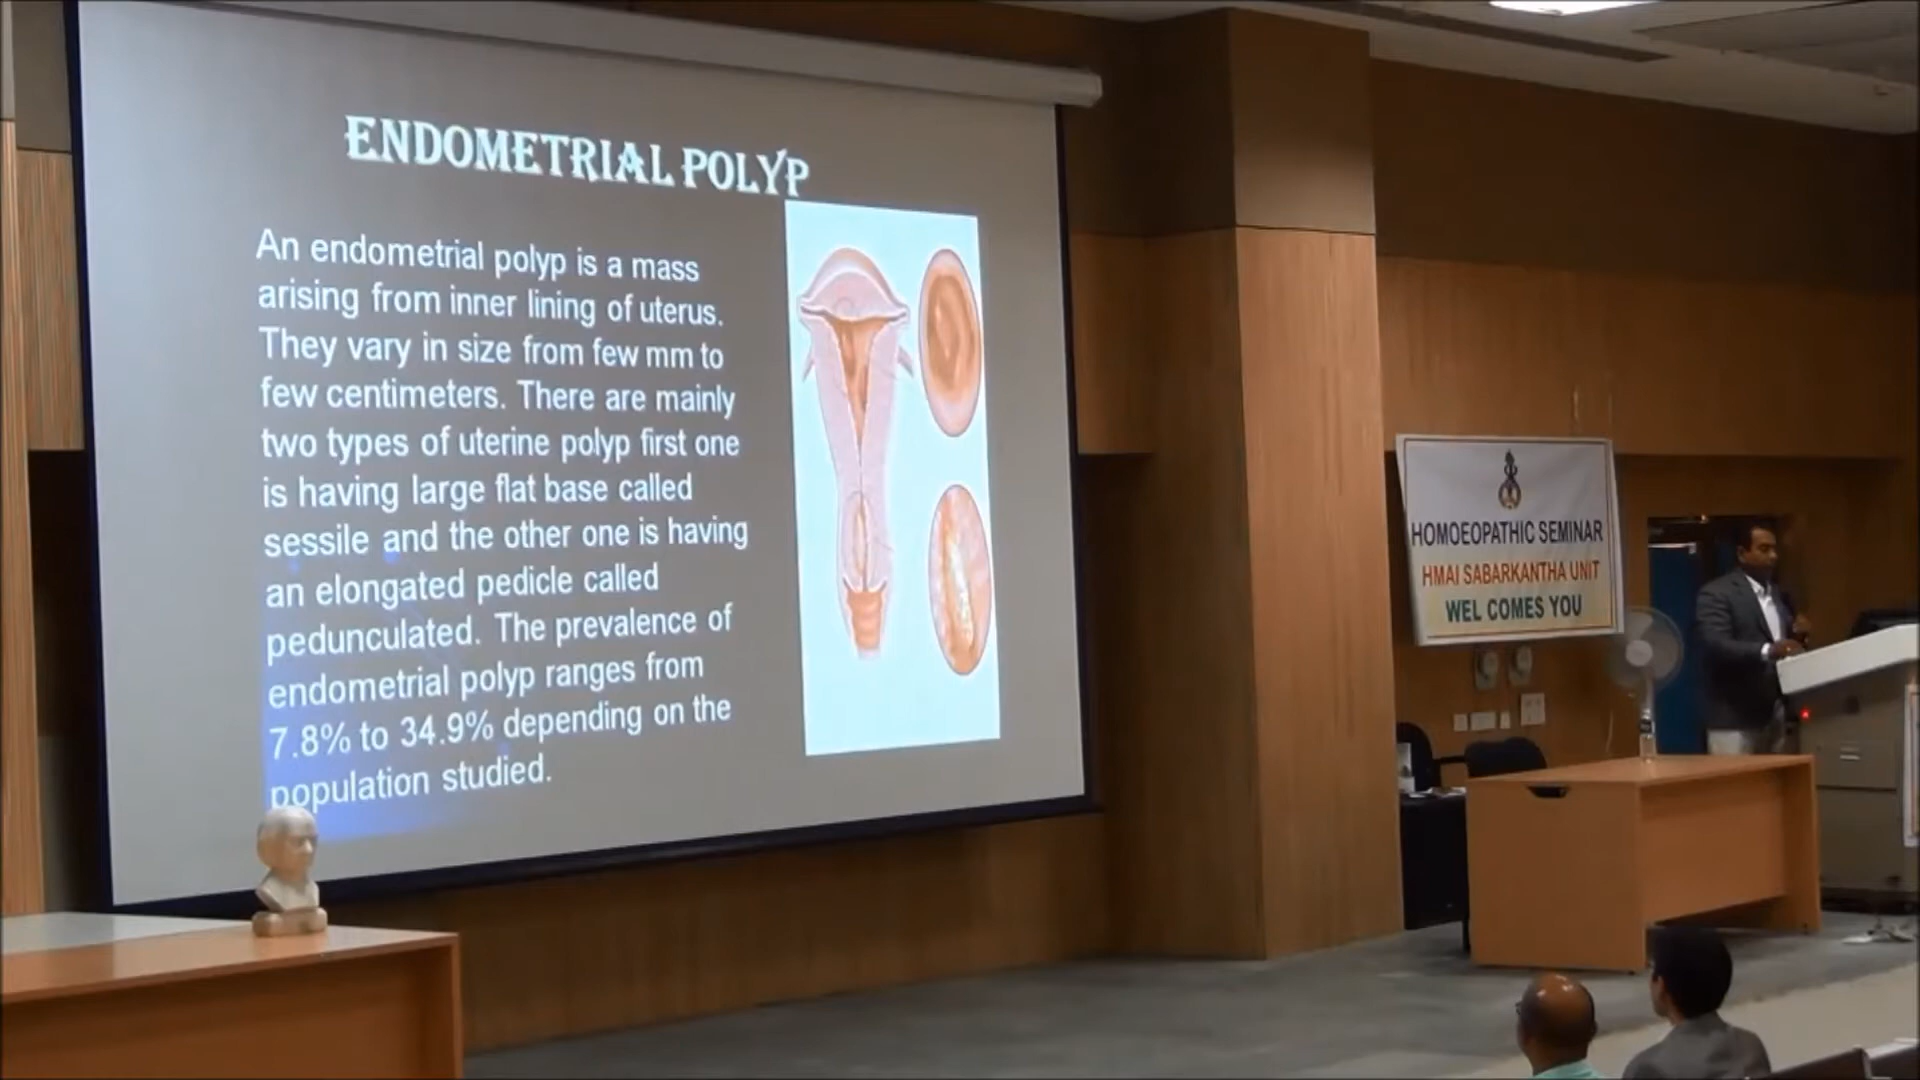 ENDOMETRIAL POLYP
An endometrial polyp is a mass
arising from inner lining of uterus.
They vary in size from few mm to
few centimeters. There are mainly
two types of uterine polyp first one
is having large flat base called
sessile and the other one is having
an elongated pedicle called
pedunculated. The prevalence of
endometrial polyp ranges from
7.8% to 34.9% depending on the
population studied.
HOMOEOPATHIC SEMINAR
HMAI SABARKANTHA UNIT
WEL COMES YOU